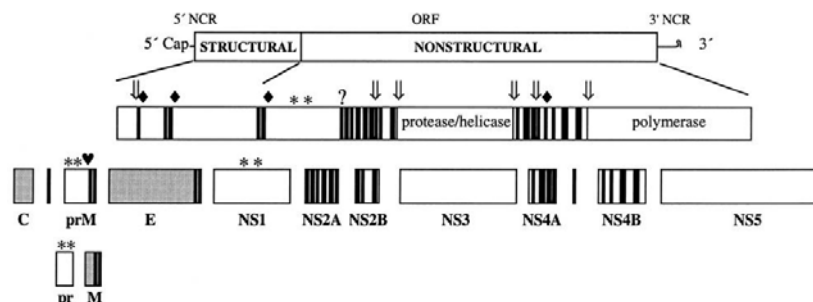 5´ NCR ORF 3' NCR
5´ Cap STRUCTURAL NONSTRUCTURAL 3´
** ?
protease/helicase polymerase
** **
C prM E NS1 NS2A NS2B NS3 NS4A NS4B NS5
**
pr M